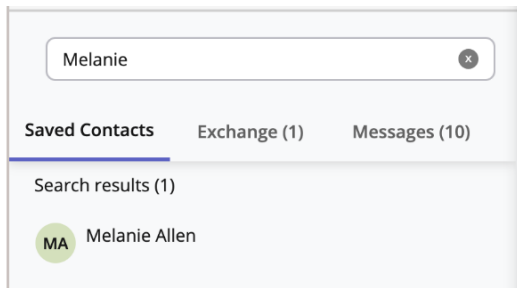 Melanie
x
Saved Contacts Exchange (1) Messages (10)
Search results (1)
MA Melanie Allen